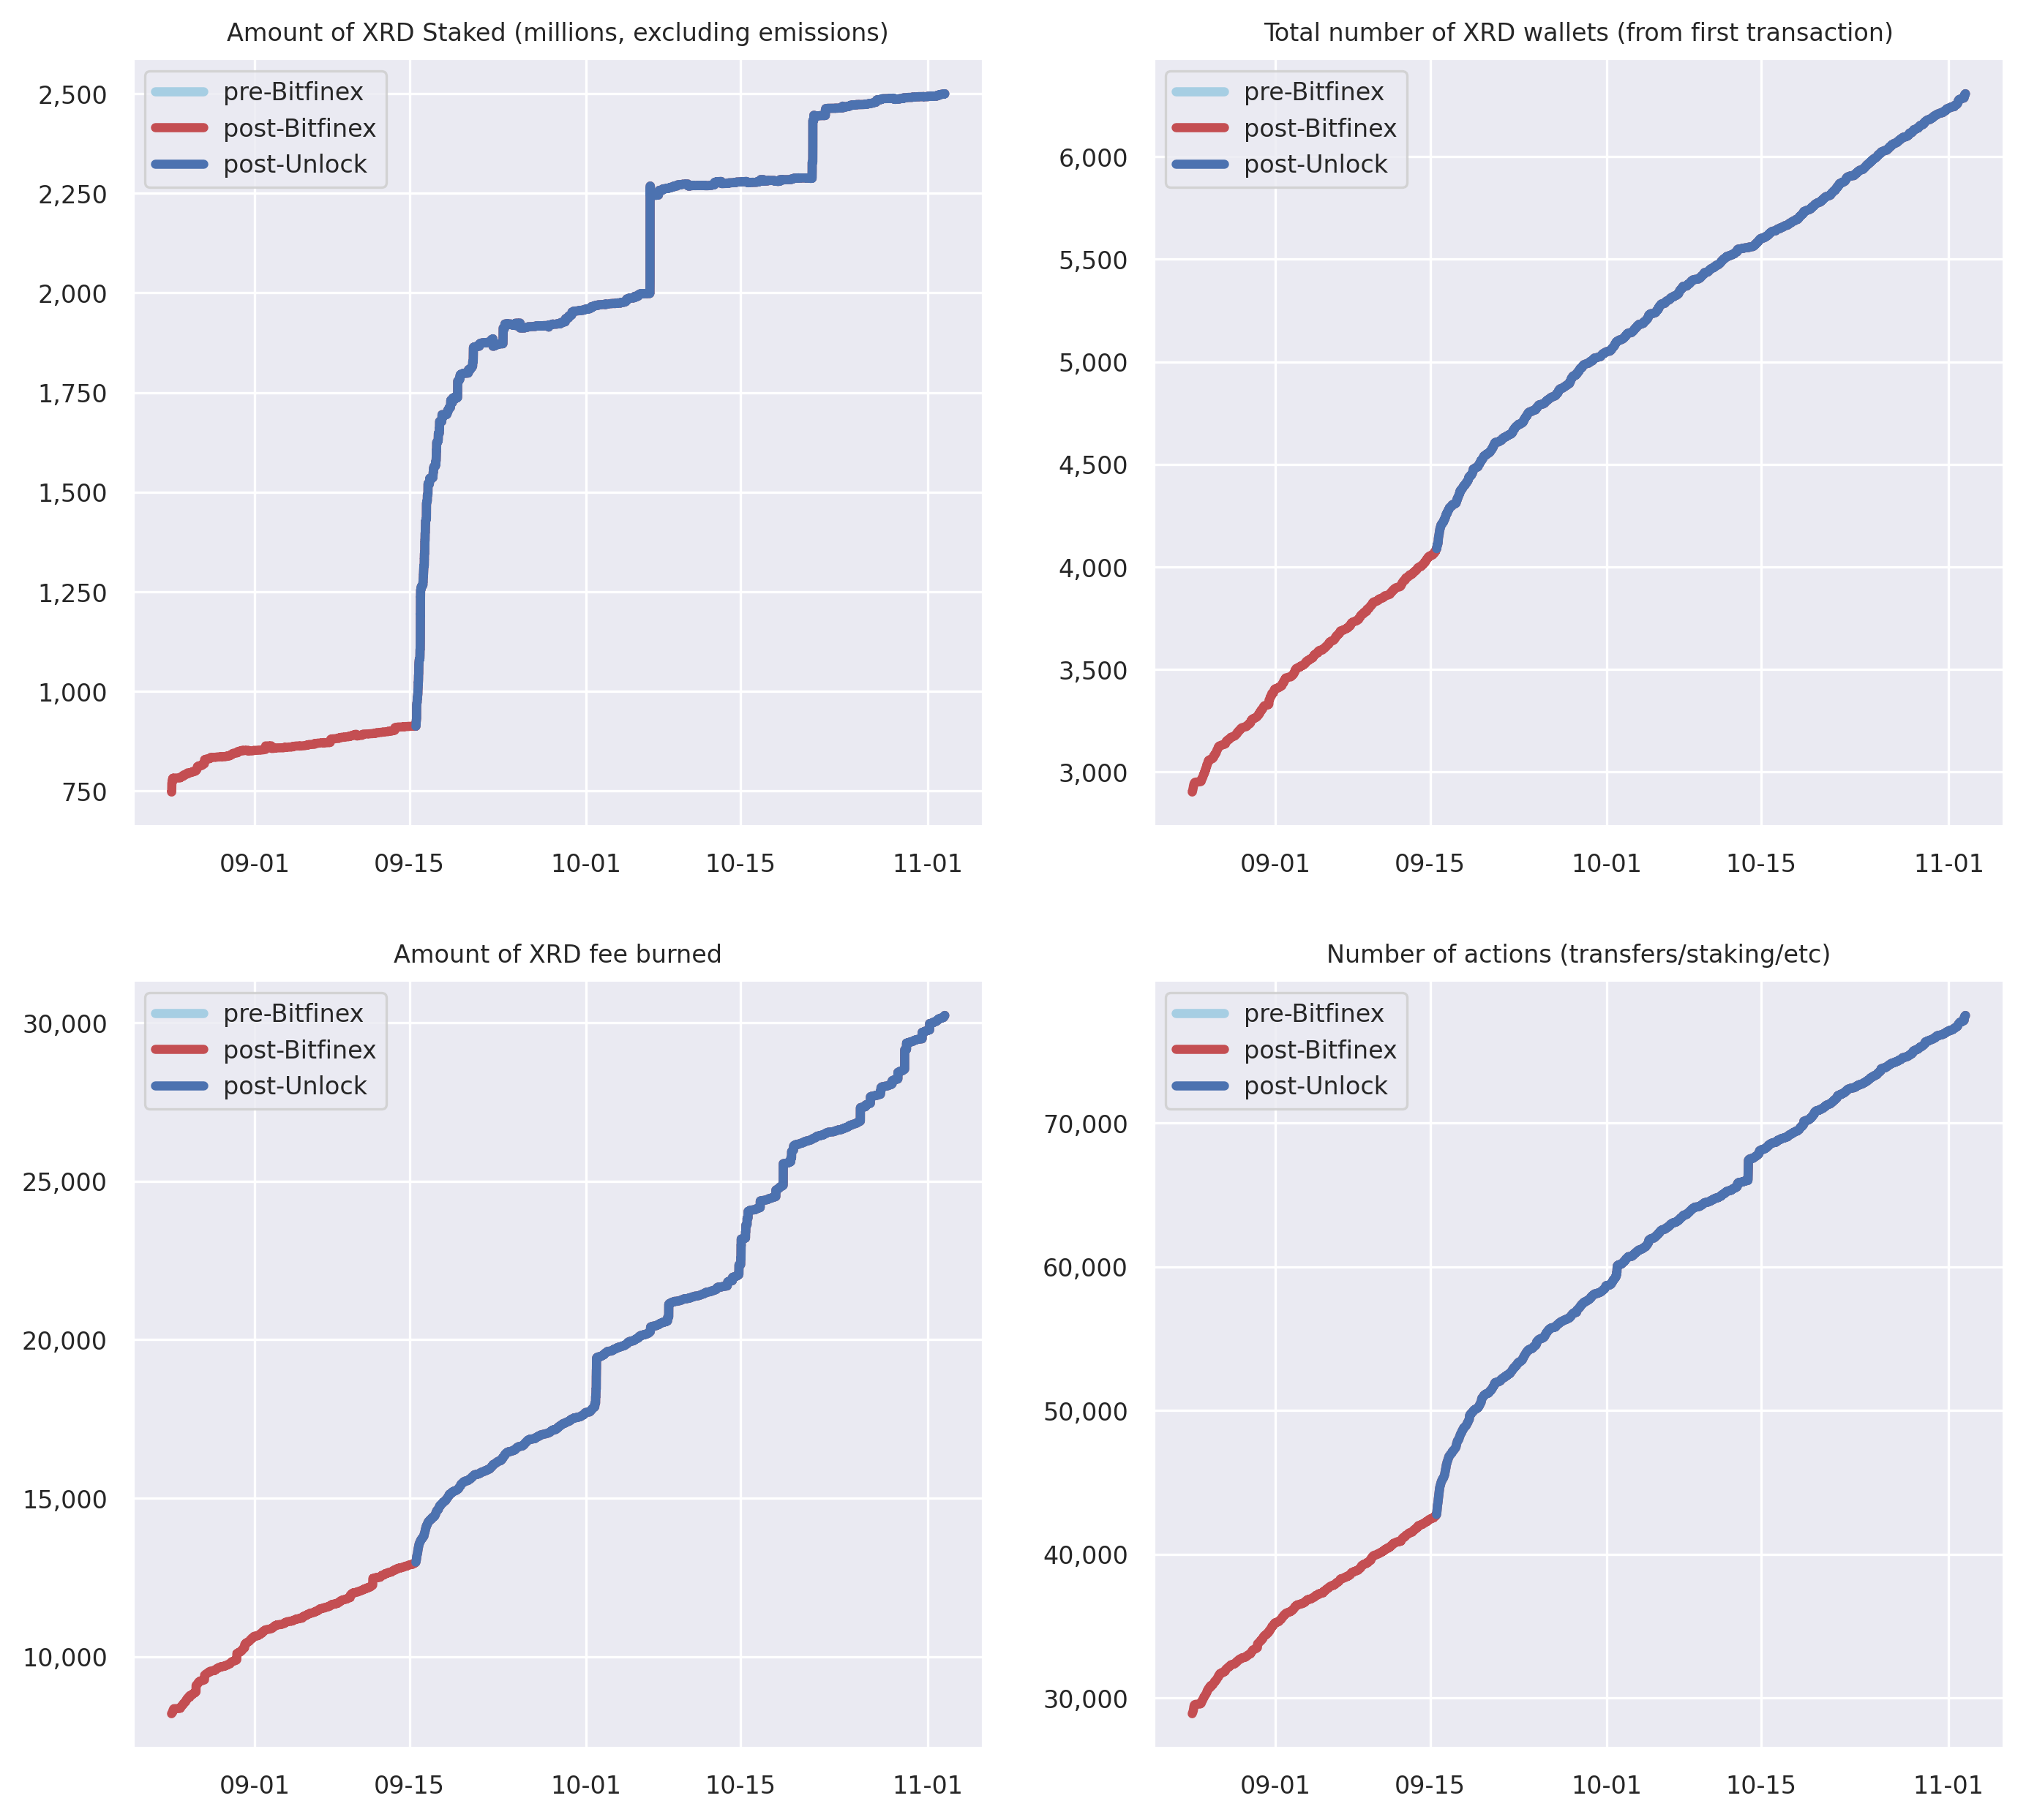 Amount of XRD Staked (millions, excluding emissions)
pre-Bitfinex
post-Bitfinex
post-Unlock
2,500
2,250
2,000
1,750
1,500
1,250
1,000
750
09-01 09-15 10-01 10-15 11-01
Total number of XRD wallets (from first transaction)
pre-Bitfinex
post-Bitfinex
post-Unlock
6,000
5,500
5,000
4,500
4,000
3,500
3,000
09-01 09-15 10-01 10-15 11-01
Amount of XRD fee burned
pre-Bitfinex
post-Bitfinex
post-Unlock
30,000
25,000
20,000
15,000
10,000
09-01 09-15 10-01 10-15 11-01
Number of actions (transfers/staking/etc)
pre-Bitfinex
post-Bitfinex
post-Unlock
70,000
60,000
50,000
40,000
30,000
09-01 09-15 10-01 10-15 11-01